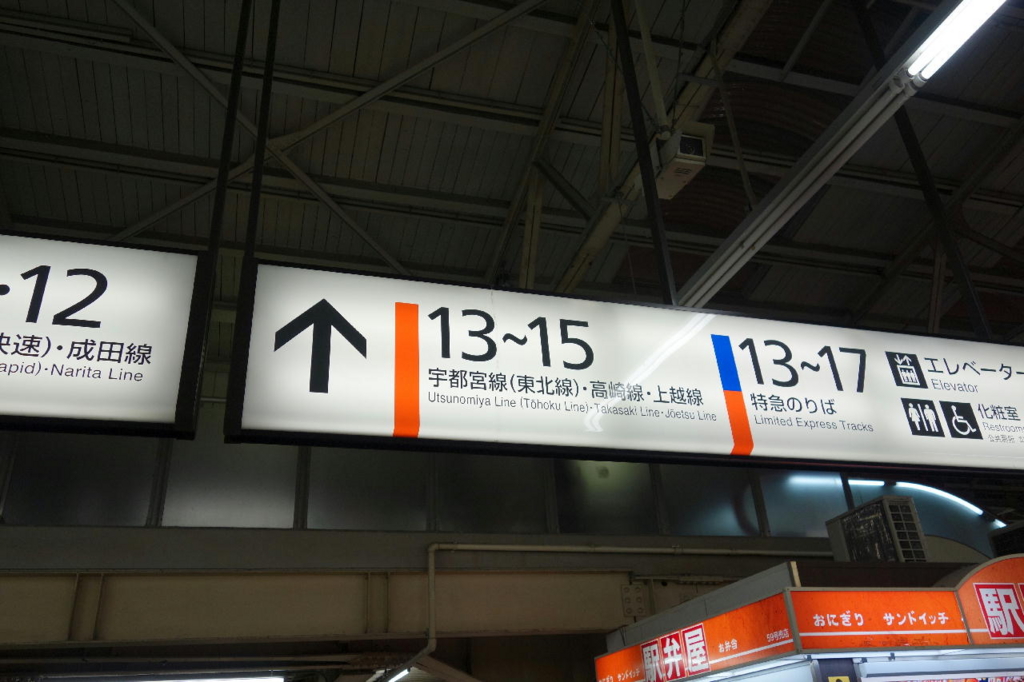 ・12
快速)・成田線
apid)・Narita Line
13~15
宇都宮線(東北線)・高崎線・上越線
Utsunomiya Line (Tōhoku Line)・Takasaki Line・Jōetsu Line
13~17
特急のりば
Limited Express Tracks
エレベーター
Elevator
化粧室
Restrooms
駅弁屋
お弁当
おにぎり サンドイッチ
駅